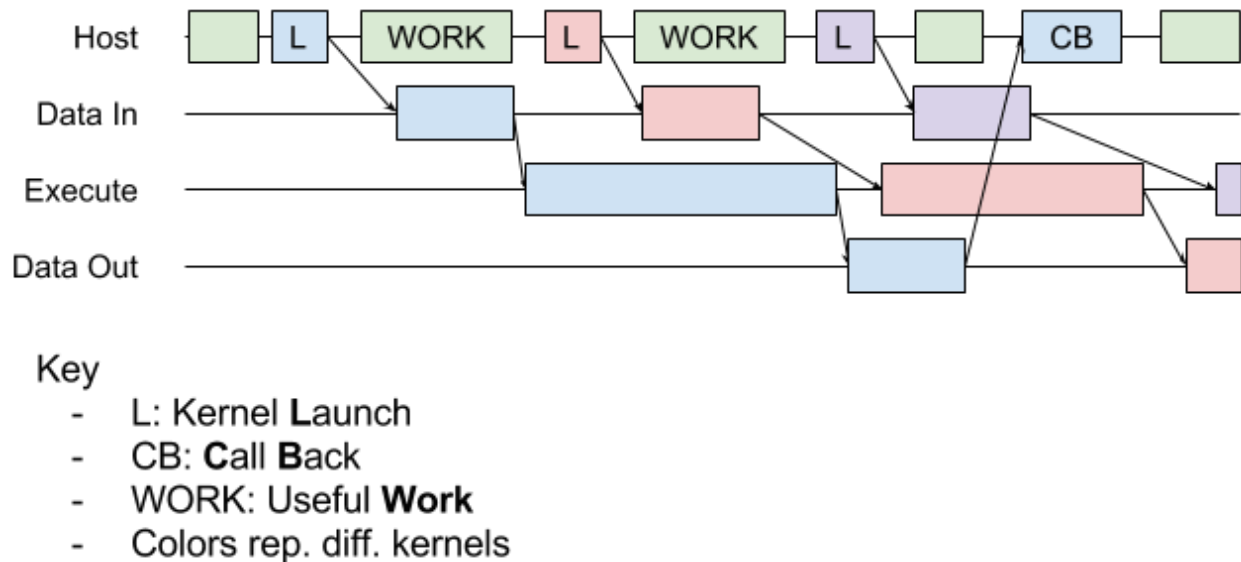 Host L WORK L WORK L CB
Data In
Execute
Data Out
Key
- L: Kernel Launch
- CB: Call Back
- WORK: Useful Work
- Colors rep. diff. kernels